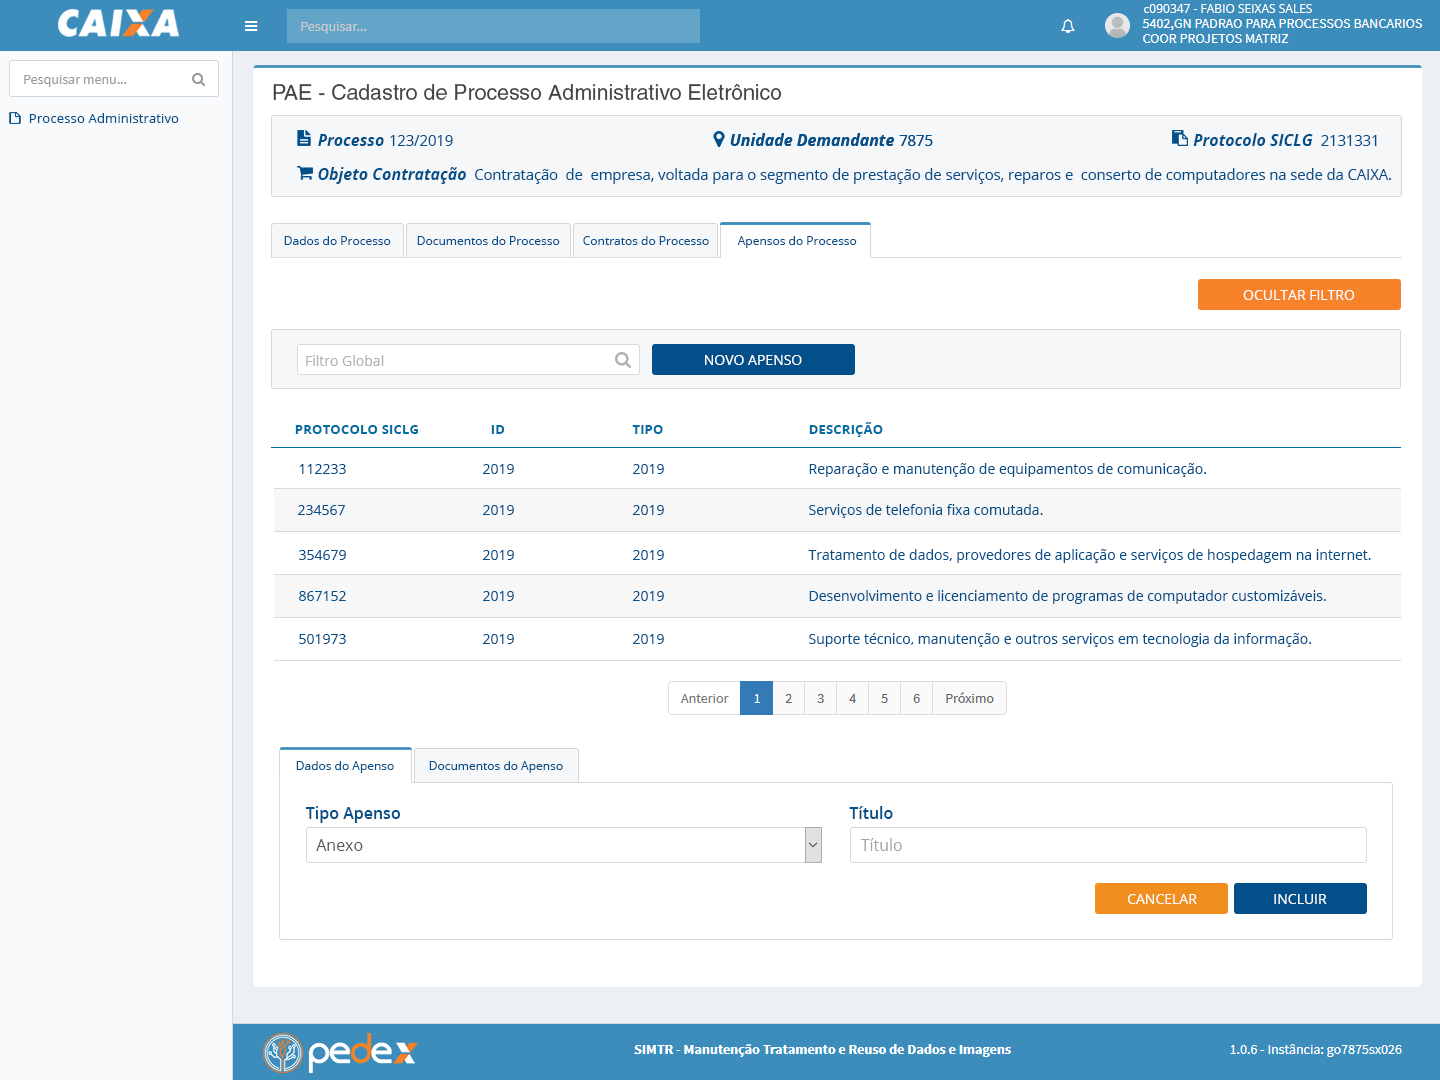 CAIXA
Pesquisar...
c090347 - FABIO SEIXAS SALES
5402,GN PADRAO PARA PROCESSOS BANCARIOS
COOR PROJETOS MATRIZ
Pesquisar menu...
Processo Administrativo
PAE - Cadastro de Processo Administrativo Eletrônico
Processo 123/2019 Unidade Demandante 7875 Protocolo SICLG 2131331
Objeto Contratação Contratação de empresa, voltada para o segmento de prestação de serviços, reparos e conserto de computadores na sede da CAIXA.
Dados do Processo Documentos do Processo Contratos do Processo Apensos do Processo
OCULTAR FILTRO
Filtro Global NOVO APENSO
PROTOCOLO SICLG ID TIPO DESCRIÇÃO
112233 2019 2019 Reparação e manutenção de equipamentos de comunicação.
234567 2019 2019 Serviços de telefonia fixa comutada.
354679 2019 2019 Tratamento de dados, provedores de aplicação e serviços de hospedagem na internet.
867152 2019 2019 Desenvolvimento e licenciamento de programas de computador customizáveis.
501973 2019 2019 Suporte técnico, manutenção e outros serviços em tecnologia da informação.
Anterior 1 2 3 4 5 6 Próximo
Dados do Apenso Documentos do Apenso
Tipo Apenso Título
Anexo Título
CANCELAR INCLUIR
pedex SIMTR - Manutenção Tratamento e Reuso de Dados e Imagens 1.0.6 - Instância: go7875sx026